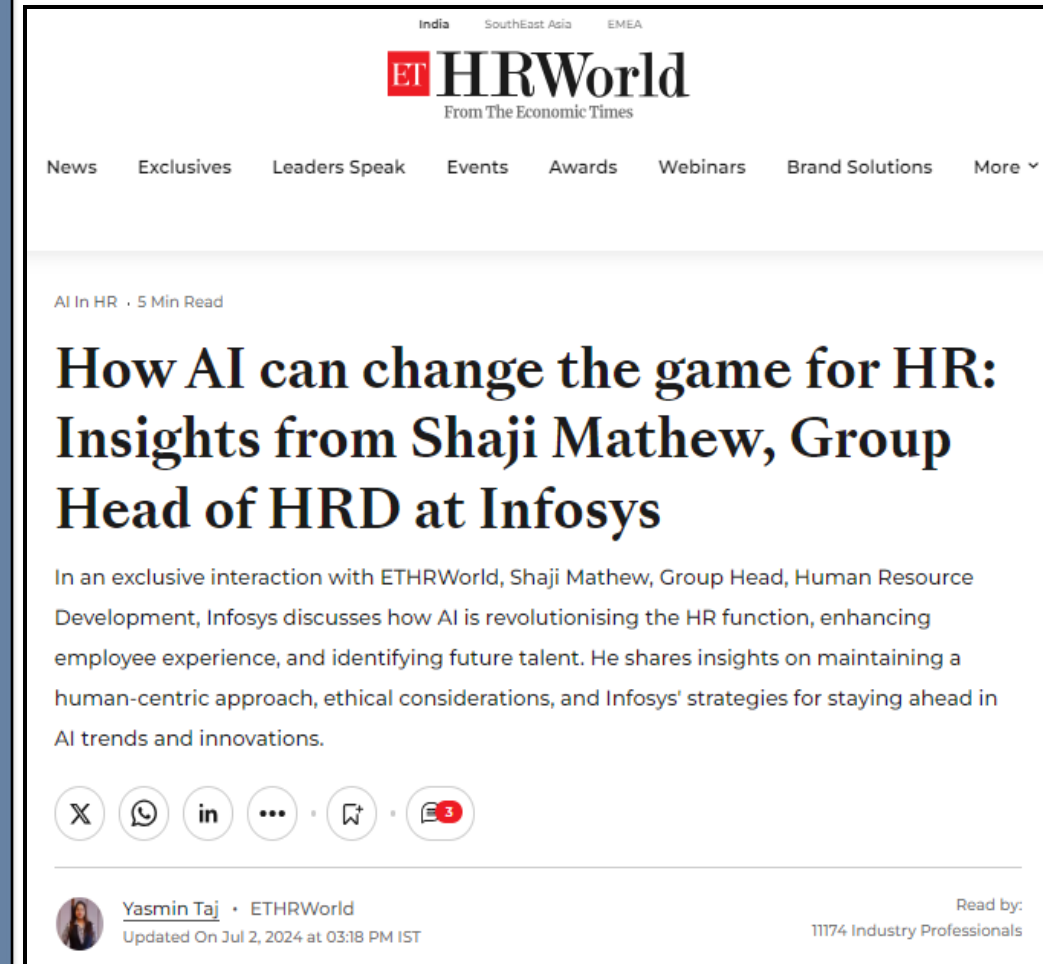 India SouthEast Asia EMEA
ET HRWorld
From The Economic Times
News Exclusives Leaders Speak Events Awards Webinars Brand Solutions More
AI In HR · 5 Min Read
How AI can change the game for HR:
Insights from Shaji Mathew, Group
Head of HRD at Infosys
In an exclusive interaction with ETHRWorld, Shaji Mathew, Group Head, Human Resource
Development, Infosys discusses how AI is revolutionising the HR function, enhancing
employee experience, and identifying future talent. He shares insights on maintaining a
human-centric approach, ethical considerations, and Infosys' strategies for staying ahead in
AI trends and innovations.
X in 3
Yasmin Taj • ETHRWorld
Updated On Jul 2, 2024 at 03:18 PM IST
Read by:
11174 Industry Professionals